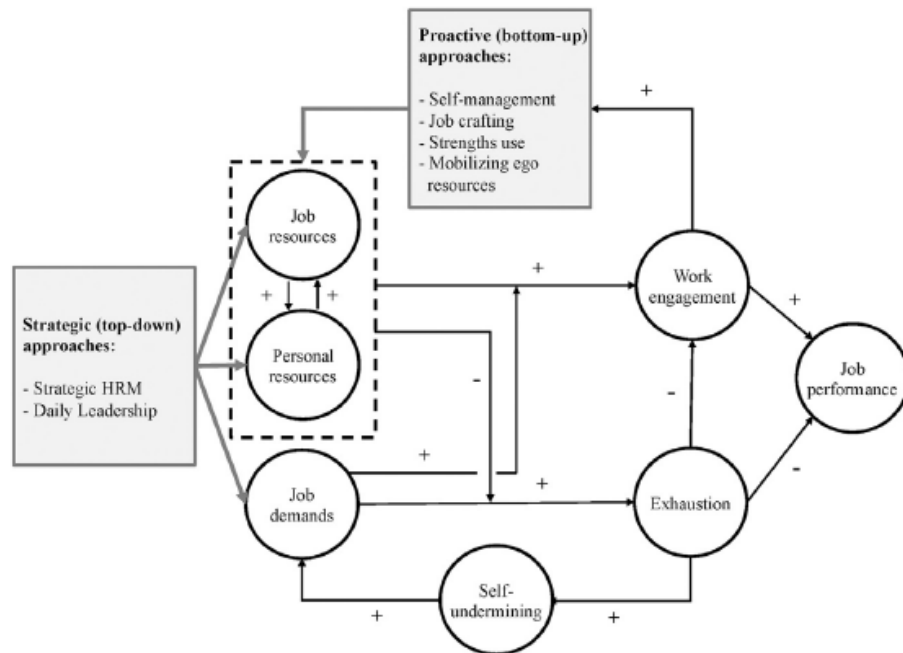 Proactive (bottom-up)
approaches:
- Self-management
- Job crafting
- Strengths use
- Mobilizing ego
resources
+
Job
resources
+
+
Personal
resources
Strategic (top-down)
approaches:
- Strategic HRM
- Daily Leadership
+
Work
engagement
+
Job
performance
-
-
-
+
+
Job
demands
Exhaustion
Self-
undermining
+
+